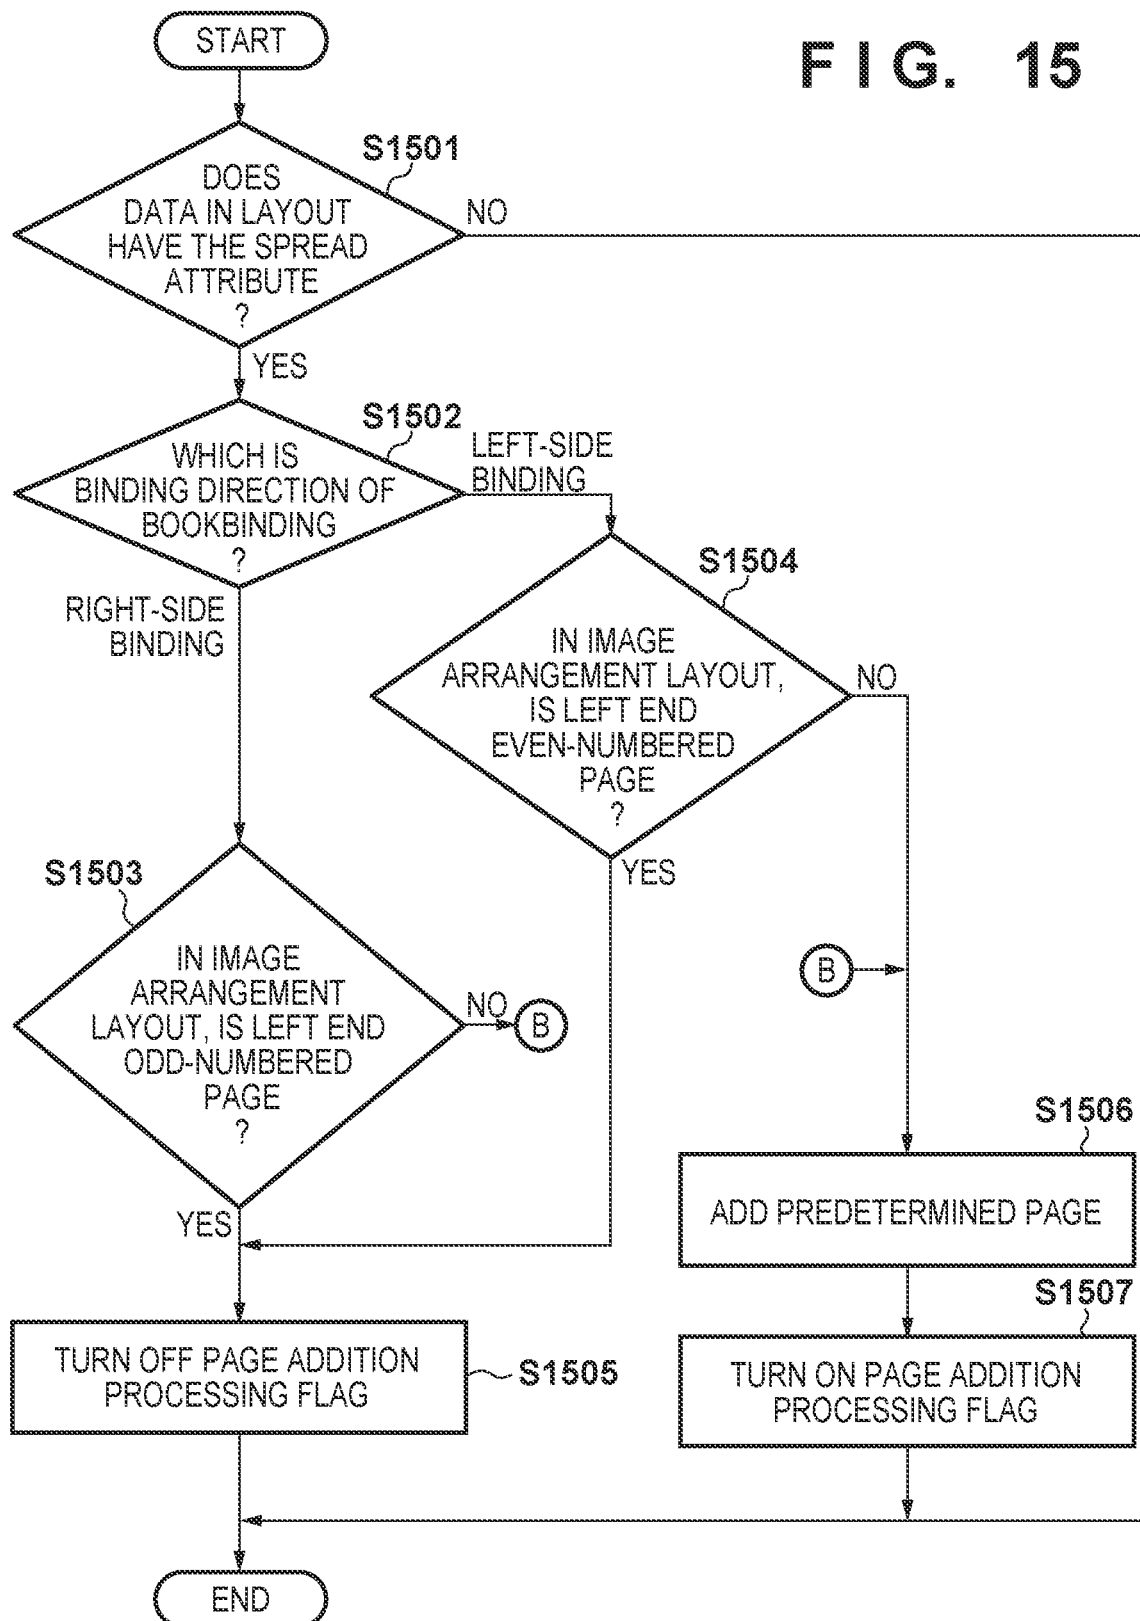 START
FIG. 15
S1501
DOES
DATA IN LAYOUT
HAVE THE SPREAD
ATTRIBUTE
?
NO
YES
S1502
WHICH IS
BINDING DIRECTION OF
BOOKBINDING
?
LEFT-SIDE
BINDING
RIGHT-SIDE
BINDING
S1504
IN IMAGE
ARRANGEMENT LAYOUT,
IS LEFT END
EVEN-NUMBERED
PAGE
?
NO
YES
S1503
IN IMAGE
ARRANGEMENT
LAYOUT, IS LEFT END
ODD-NUMBERED
PAGE
?
NO
B
YES
B
S1506
ADD PREDETERMINED PAGE
S1507
TURN OFF PAGE ADDITION
PROCESSING FLAG
S1505
TURN ON PAGE ADDITION
PROCESSING FLAG
END